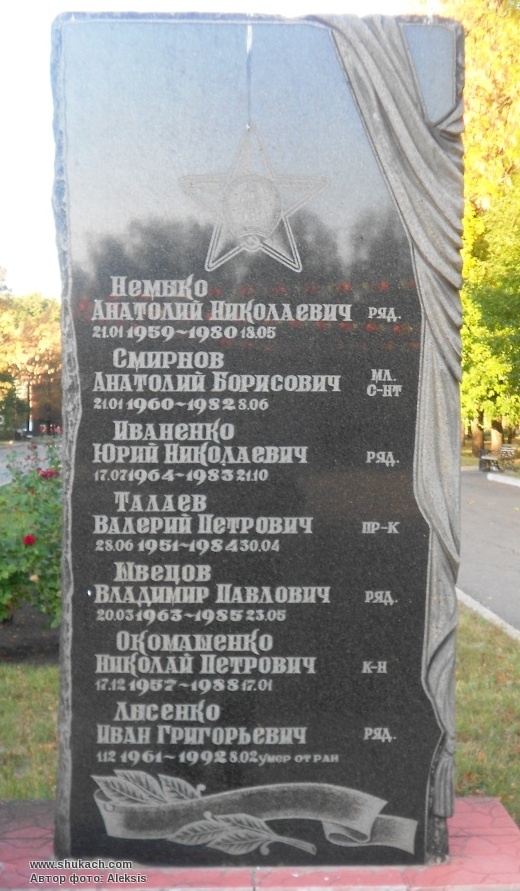 Немыко
Анатолий Николаевич ряд.
21.01 1959~1980 18.05
Смирнов
Анатолий Борисович мл. с-нт
21.01 1960~1982 8.06
Иваненко
Юрий Николаевич ряд.
17.07 1964~1983 21.10
Талаев
Валерий Петрович пр-к
28.06 1951~1984 30.04
Швецов
Владимир Павлович ряд.
20.03 1963~1985 23.05
Окомашенко
Николай Петрович к-н
17.12 1957~1988 17.01
Лысенко
Иван Григорьевич ряд.
1.12 1961~1992 8.02 умер от ран
www.shukach.com
Автор фото: Aleksis